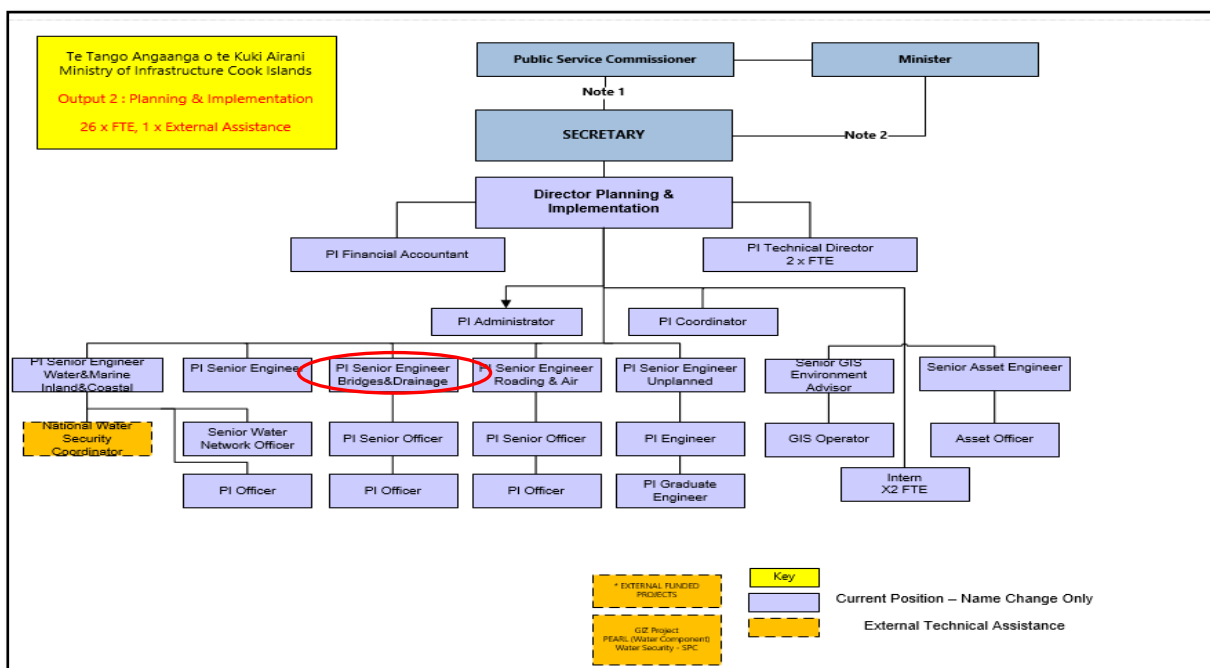 Te Tango Angaanga o te Kuki Airani
Ministry of Infrastructure Cook Islands
Output 2 : Planning & Implementation
26 x FTE, 1 x External Assistance
Public Service Commissioner
Minister
Note 1
SECRETARY
Note 2
Director Planning &
Implementation
PI Financial Accountant
PI Technical Director
2 x FTE
PI Administrator
PI Coordinator
PI Senior Engineer
Water&Marine
Inland&Coastal
PI Senior Engineer
PI Senior Engineer
Bridges&Drainage
PI Senior Engineer
Roading & Air
PI Senior Engineer
Unplanned
Senior GIS
Environment
Advisor
Senior Asset Engineer
National Water
Security
Coordinator
Senior Water
Network Officer
PI Senior Officer
PI Senior Officer
PI Engineer
GIS Operator
Asset Officer
PI Officer
PI Officer
PI Officer
PI Graduate
Engineer
Intern
X2 FTE
* EXTERNAL FUNDED
PROJECTS
GIZ Project
PEARL (Water Component)
Water Security - SPC
Key
Current Position – Name Change Only
External Technical Assistance